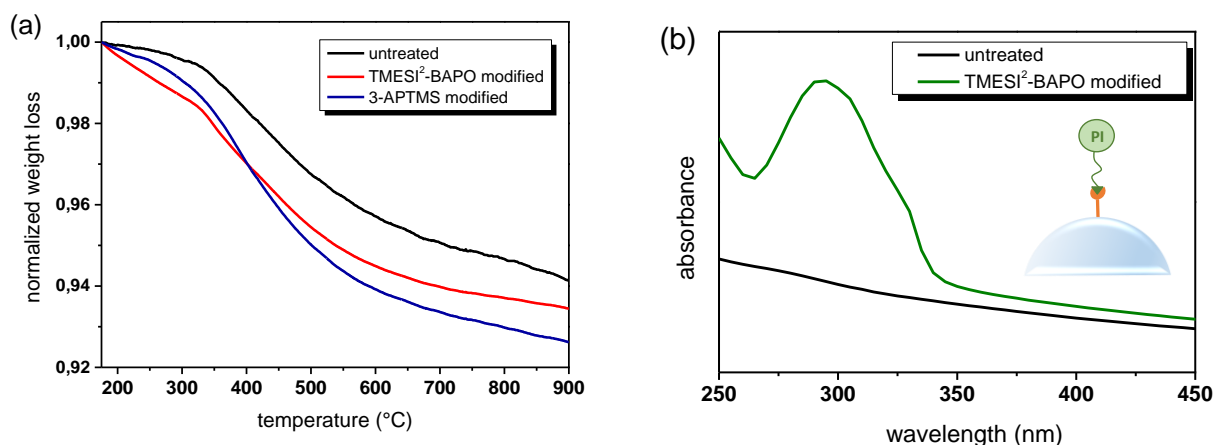 (a)
1,00
0,98
0,96
0,94
0,92
normalized weight loss
200 300 400 500 600 700 800 900
temperature (°C)
untreated
TMESI²-BAPO modified
3-APTMS modified
(b)
absorbance
untreated
TMESI²-BAPO modified
PI
250 300 350 400 450
wavelength (nm)